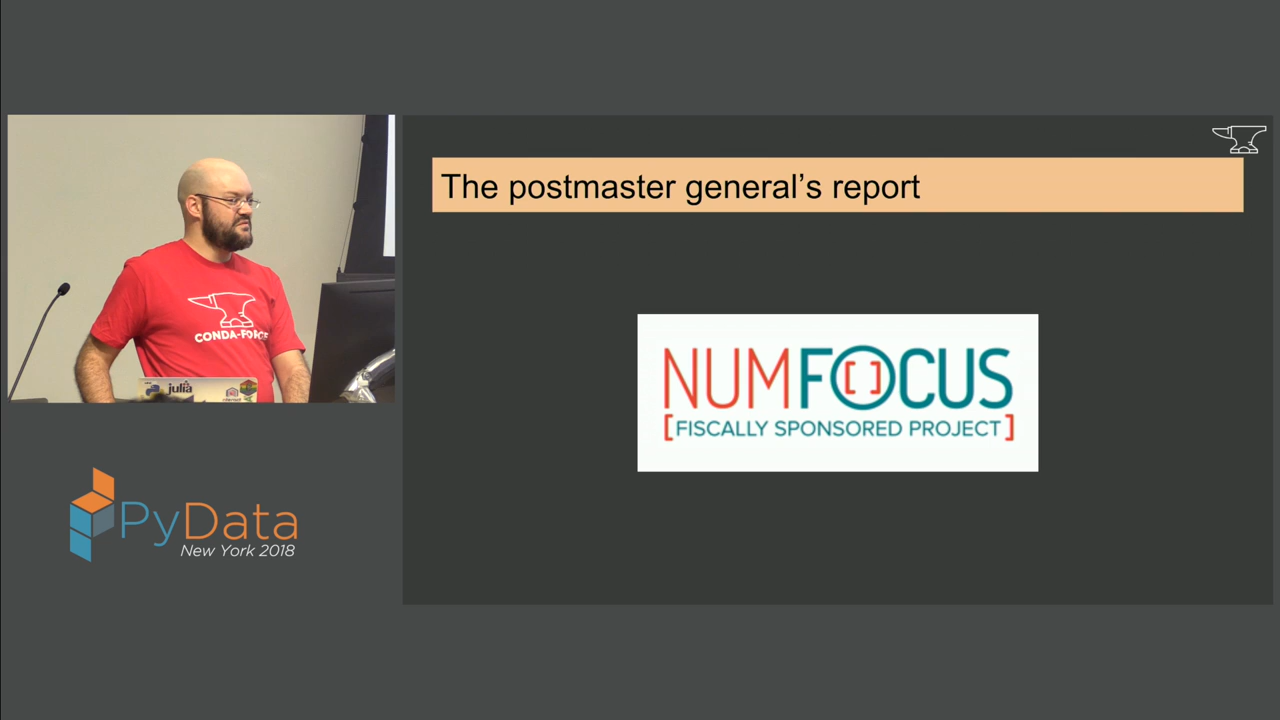 The postmaster general's report
NUMFOCUS
[FISCALLY SPONSORED PROJECT]
CONDA-FORGE
julia
PyData
New York 2018